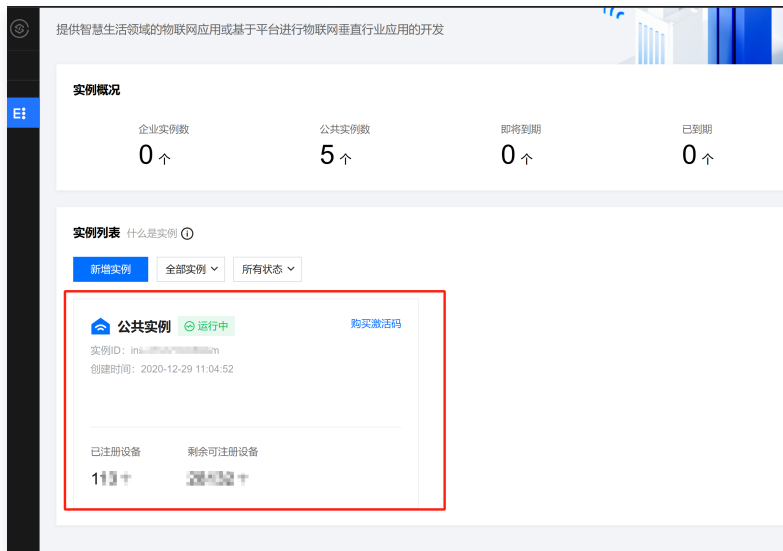 提供智慧生活领域的物联网应用或基于平台进行物联网垂直行业应用的开发
E
实例概况
企业实例数 公共实例数 即将到期 已到期
0 个 5 个 0 个 0 个
实例列表 什么是实例
新增实例 全部实例 所有状态
公共实例 运行中 购买激活码
实例ID：
创建时间：2020-12-29 11:04:52
已注册设备 剩余可注册设备